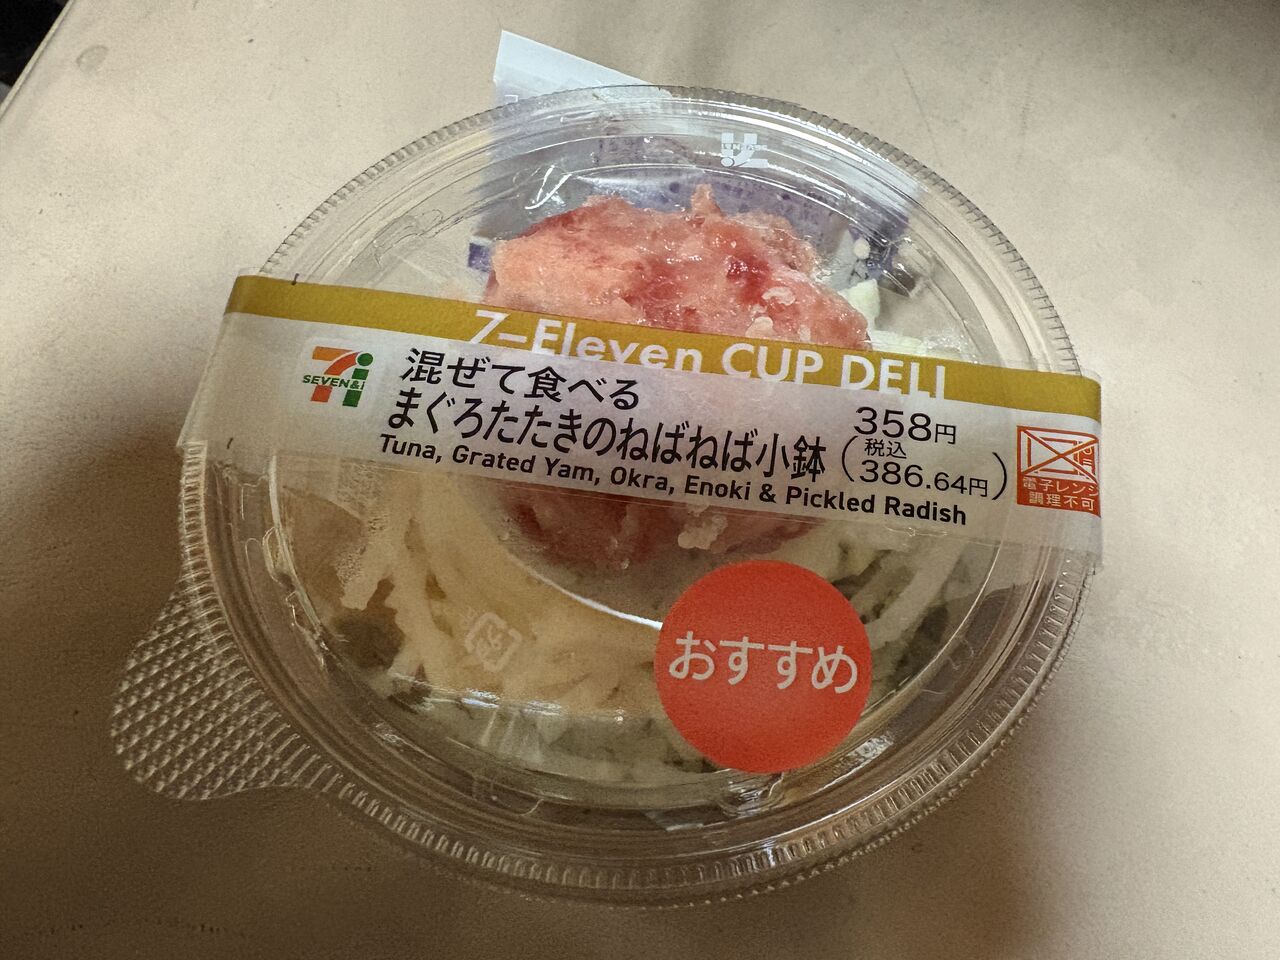 7-Eleven CUP DELI
SEVEN&i
混ぜて食べる
まぐろたたきのねばねば小鉢
358円
(税込
386.64円)
Tuna, Grated Yam, Okra, Enoki & Pickled Radish
電子レンジ
調理不可
おすすめ